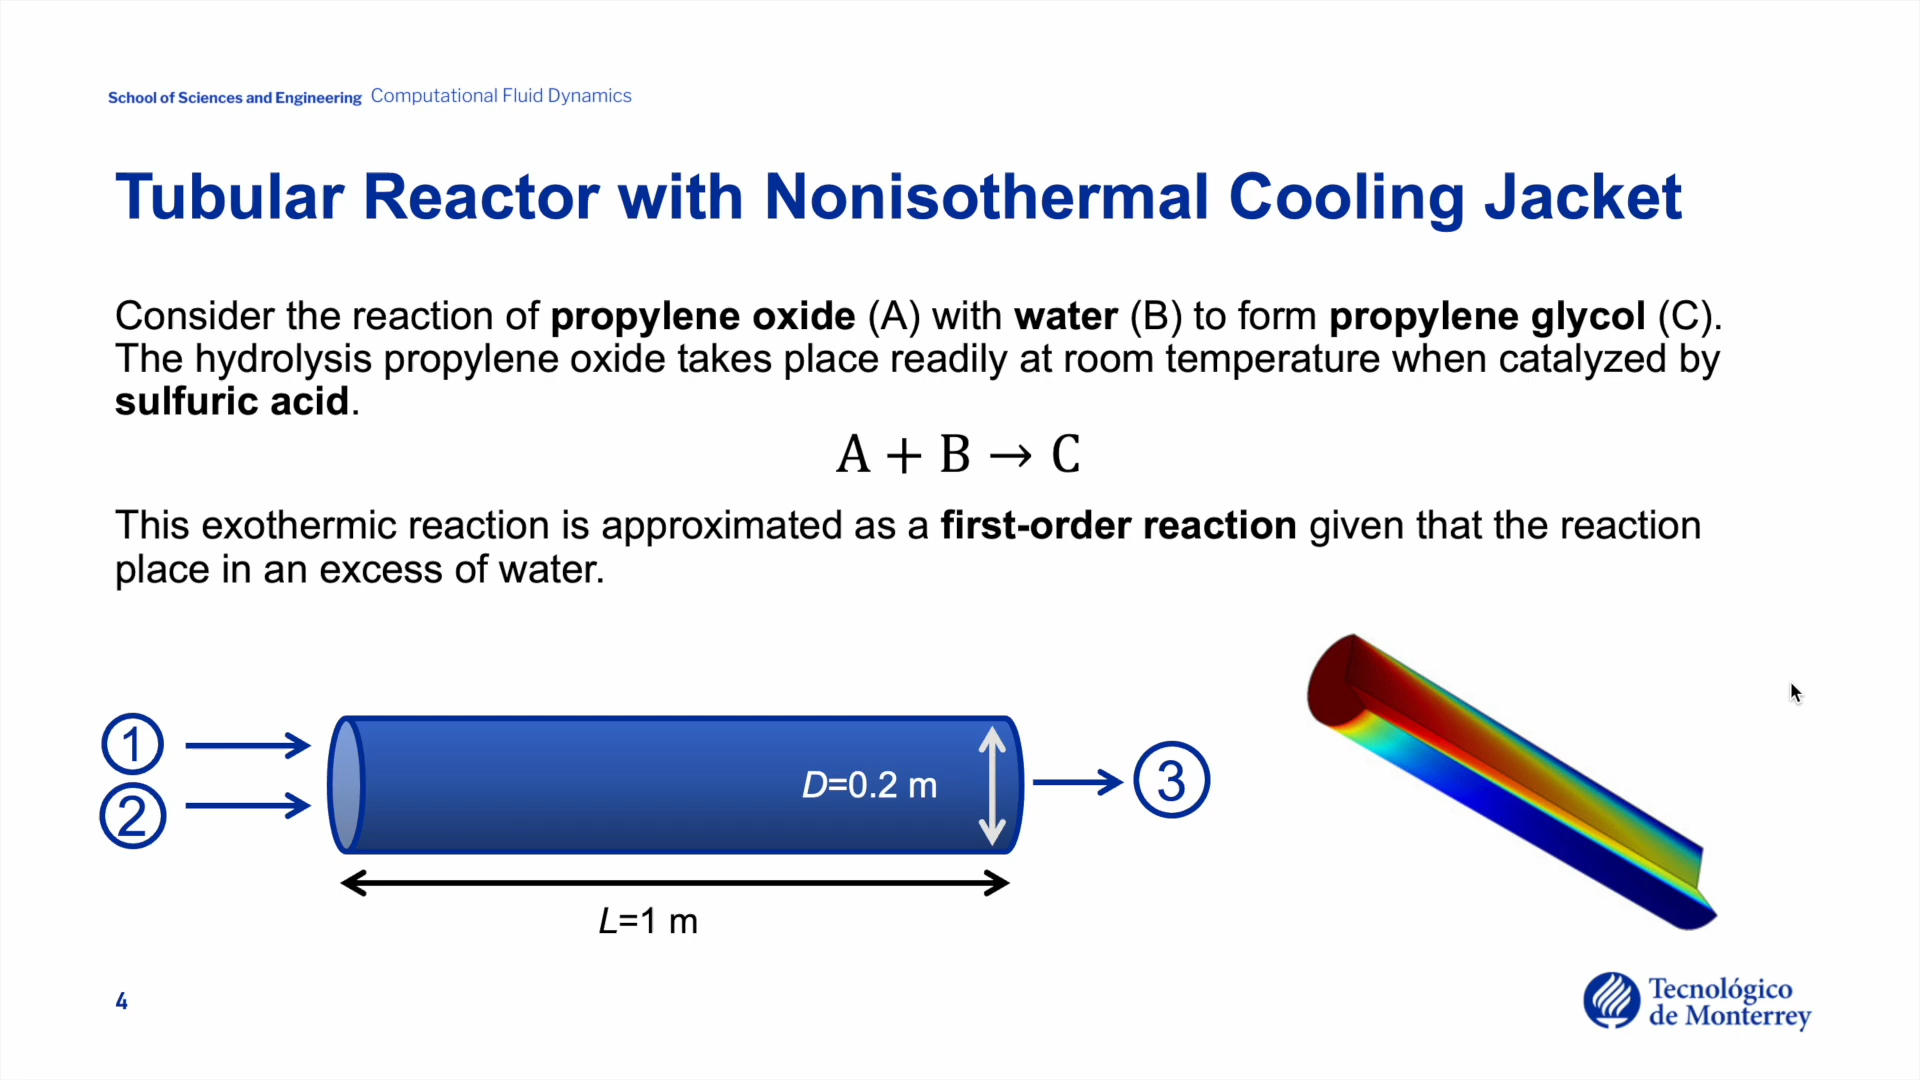 School of Sciences and Engineering Computational Fluid Dynamics
Tubular Reactor with Nonisothermal Cooling Jacket
Consider the reaction of propylene oxide (A) with water (B) to form propylene glycol (C).
The hydrolysis propylene oxide takes place readily at room temperature when catalyzed by
sulfuric acid.
A + B → C
This exothermic reaction is approximated as a first-order reaction given that the reaction
place in an excess of water.
1
2
D=0.2 m
3
L=1 m
4
Tecnológico
de Monterrey